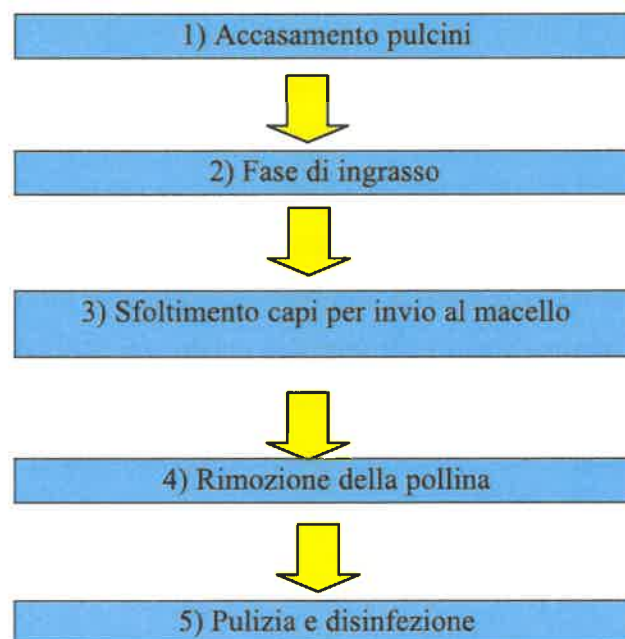 1) Accasamento pulcini
2) Fase di ingrasso
3) Sfoltimento capi per invio al macello
4) Rimozione della pollina
5) Pulizia e disinfezione